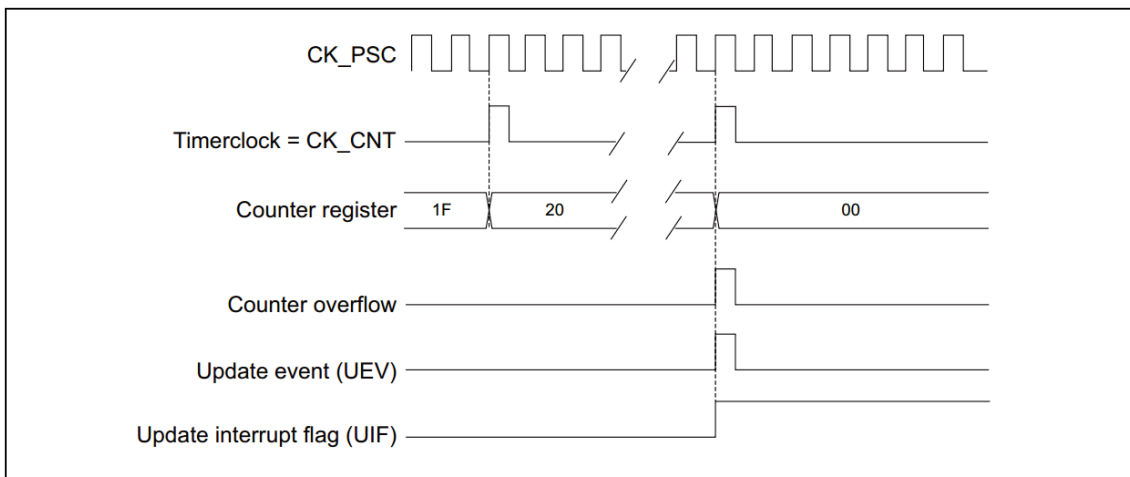 CK_PSC
Timerclock = CK_CNT
Counter register
1F
20
00
Counter overflow
Update event (UEV)
Update interrupt flag (UIF)